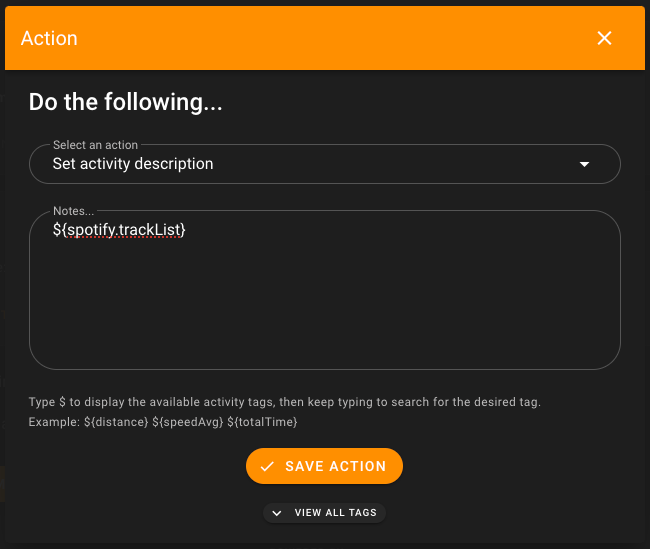 Action
Do the following...
Select an action
Set activity description
Notes...
${spotify.trackList}
Type $ to display the available activity tags, then keep typing to search for the desired tag.
Example: ${distance} ${speedAvg} ${totalTime}
SAVE ACTION
VIEW ALL TAGS